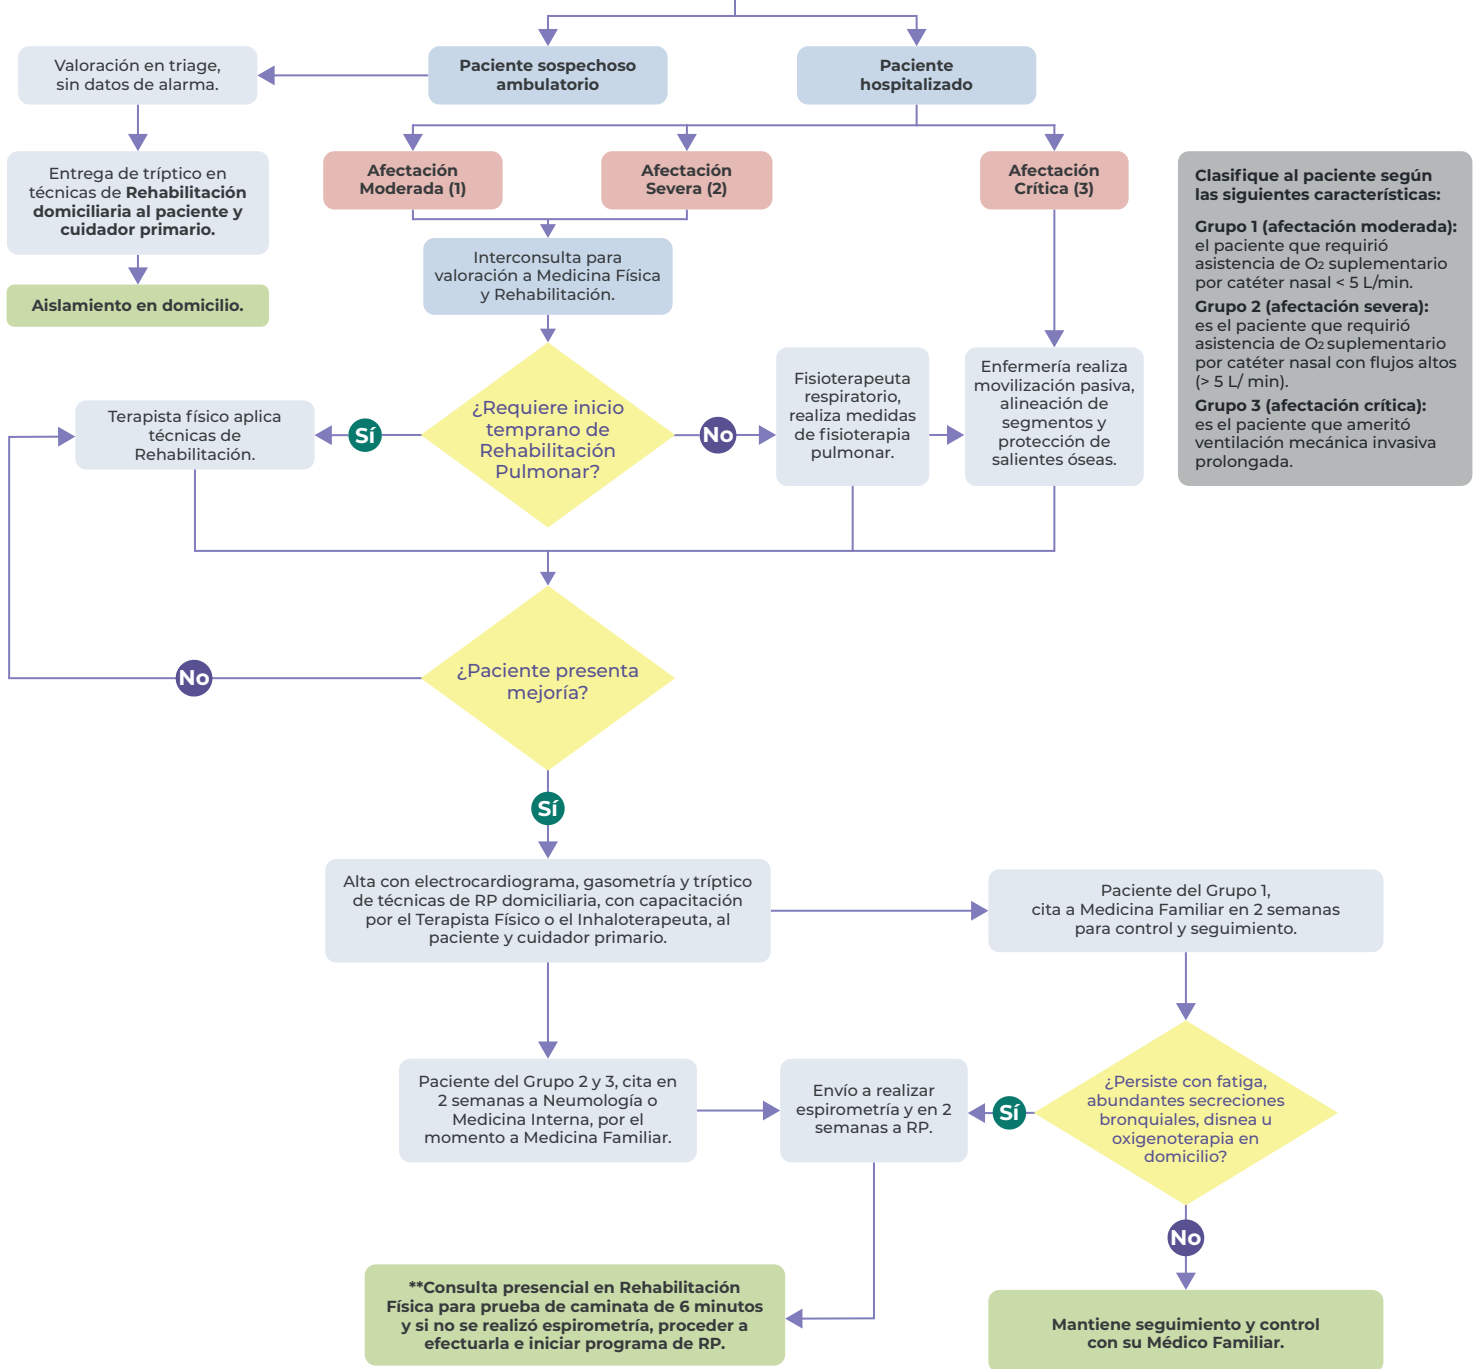 Paciente sospechoso
ambulatorio
Paciente
hospitalizado
Valoración en triage,
sin datos de alarma.
Entrega de tríptico en
técnicas de Rehabilitación
domiciliaria al paciente y
cuidador primario.
Aislamiento en domicilio.
Afectación
Moderada (1)
Afectación
Severa (2)
Afectación
Crítica (3)
Clasifique al paciente según
las siguientes características:
Grupo 1 (afectación moderada):
el paciente que requirió
asistencia de O₂ suplementario
por catéter nasal < 5 L/min.
Grupo 2 (afectación severa):
es el paciente que requirió
asistencia de O₂ suplementario
por catéter nasal con flujos altos
(> 5 L/ min).
Grupo 3 (afectación crítica):
es el paciente que ameritó
ventilación mecánica invasiva
prolongada.
Interconsulta para
valoración a Medicina Física
y Rehabilitación.
¿Requiere inicio
temprano de
Rehabilitación
Pulmonar?
Sí
No
Terapista físico aplica
técnicas de
Rehabilitación.
Fisioterapeuta
respiratorio,
realiza medidas
de fisioterapia
pulmonar.
Enfermería realiza
movilización pasiva,
alineación de
segmentos y
protección de
salientes óseas.
¿Paciente presenta
mejoría?
No
Sí
Alta con electrocardiograma, gasometría y tríptico
de técnicas de RP domiciliaria, con capacitación
por el Terapista Físico o el Inhaloterapeuta, al
paciente y cuidador primario.
Paciente del Grupo 1,
cita a Medicina Familiar en 2 semanas
para control y seguimiento.
Paciente del Grupo 2 y 3, cita en
2 semanas a Neumología o
Medicina Interna, por el
momento a Medicina Familiar.
Envío a realizar
espirometría y en 2
semanas a RP.
Sí
¿Persiste con fatiga,
abundantes secreciones
bronquiales, disnea u
oxigenoterapia en
domicilio?
No
**Consulta presencial en Rehabilitación
Física para prueba de caminata de 6 minutos
y si no se realizó espirometría, proceder a
efectuarla e iniciar programa de RP.
Mantiene seguimiento y control
con su Médico Familiar.